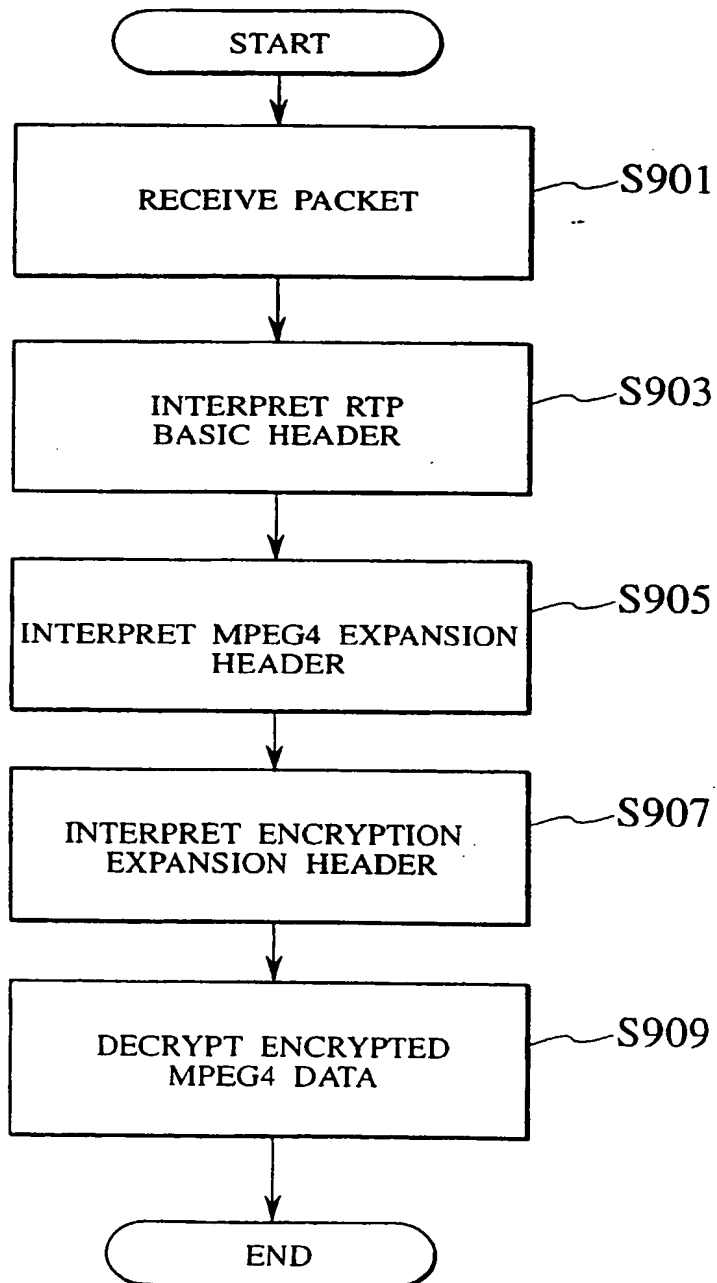 START
RECEIVE PACKET
S901
INTERPRET RTP
BASIC HEADER
S903
INTERPRET MPEG4 EXPANSION
HEADER
S905
INTERPRET ENCRYPTION
EXPANSION HEADER
S907
DECRYPT ENCRYPTED
MPEG4 DATA
S909
END